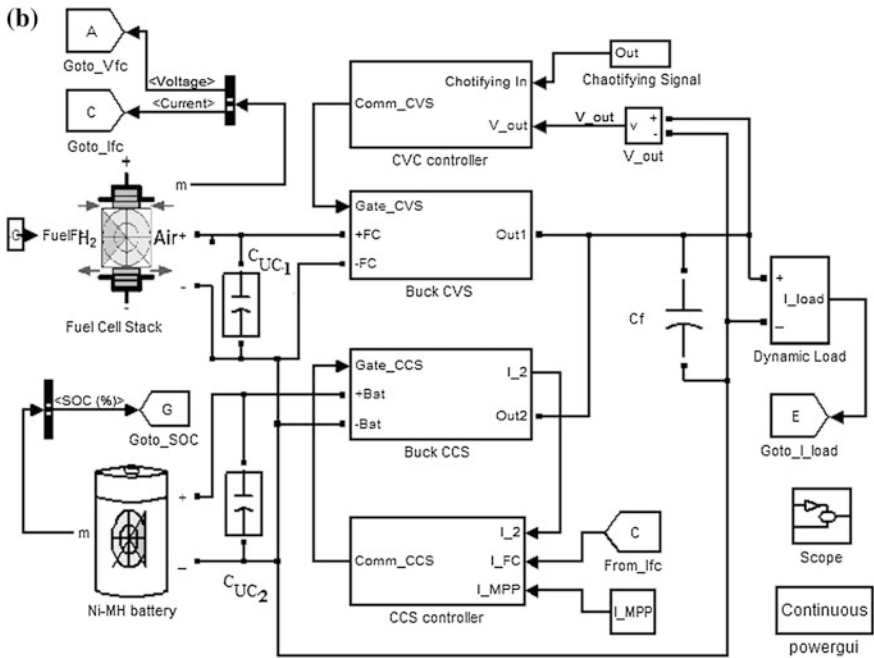 (b)
A
Goto_Vfc
<Voltage>
<Current>
C
Goto_Ifc
+
m
FuelF
H2
Air+
-
-
Fuel Cell Stack
CUC1
Out
Chaotifying Signal
Chotifying In
Comm_CVS
V_out
CVC controller
V_out
v
+
-
V_out
Gate_CVS
+FC
-FC
Out1
Buck CVS
Cf
+
I_load
–
Dynamic Load
E
Goto_I_load
Gate_CCS
+Bat
-Bat
I_2
Out2
Buck CCS
<SOC (%)>
G
Goto_SOC
+
m
–
Ni-MH battery
CUC2
Comm_CCS
I_2
I_FC
I_MPP
CCS controller
C
From_Ifc
I_MPP
Scope
Continuous
powergui